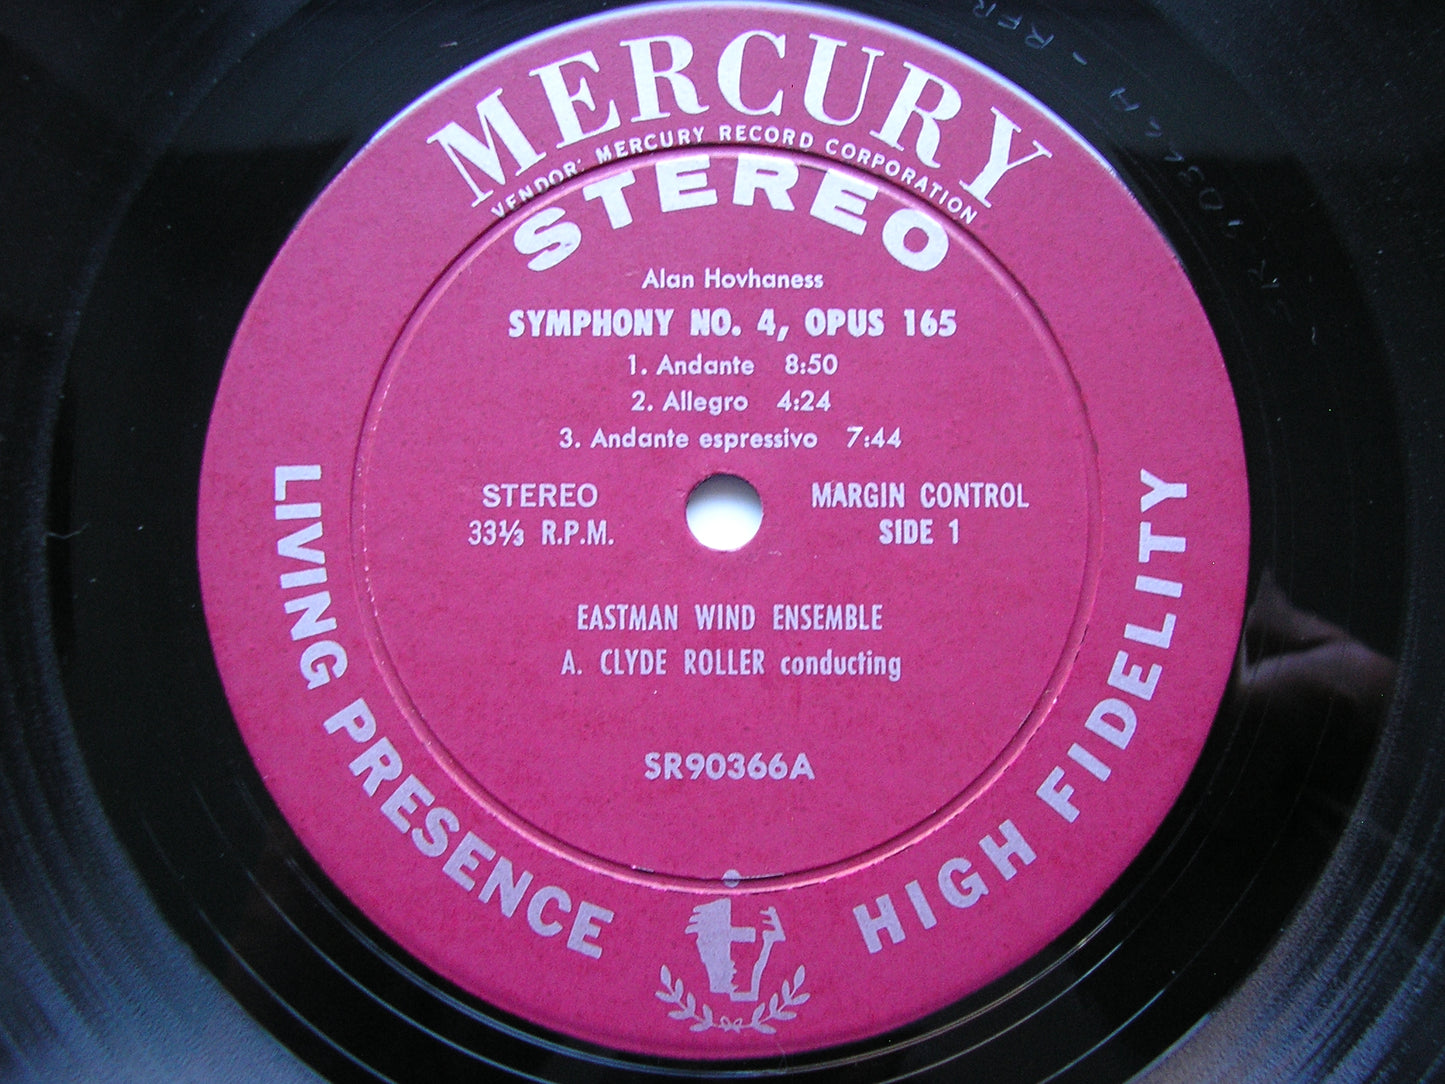 MERCURY
VENDOR: MERCURY RECORD CORPORATION
STEREO
Alan Hovhaness
SYMPHONY NO. 4, OPUS 165
1. Andante 8:50
2. Allegro 4:24
3. Andante espressivo 7:44
STEREO
33⅓ R.P.M.
MARGIN CONTROL
SIDE 1
EASTMAN WIND ENSEMBLE
A. CLYDE ROLLER conducting
SR90366A
LIVING PRESENCE
HIGH FIDELITY